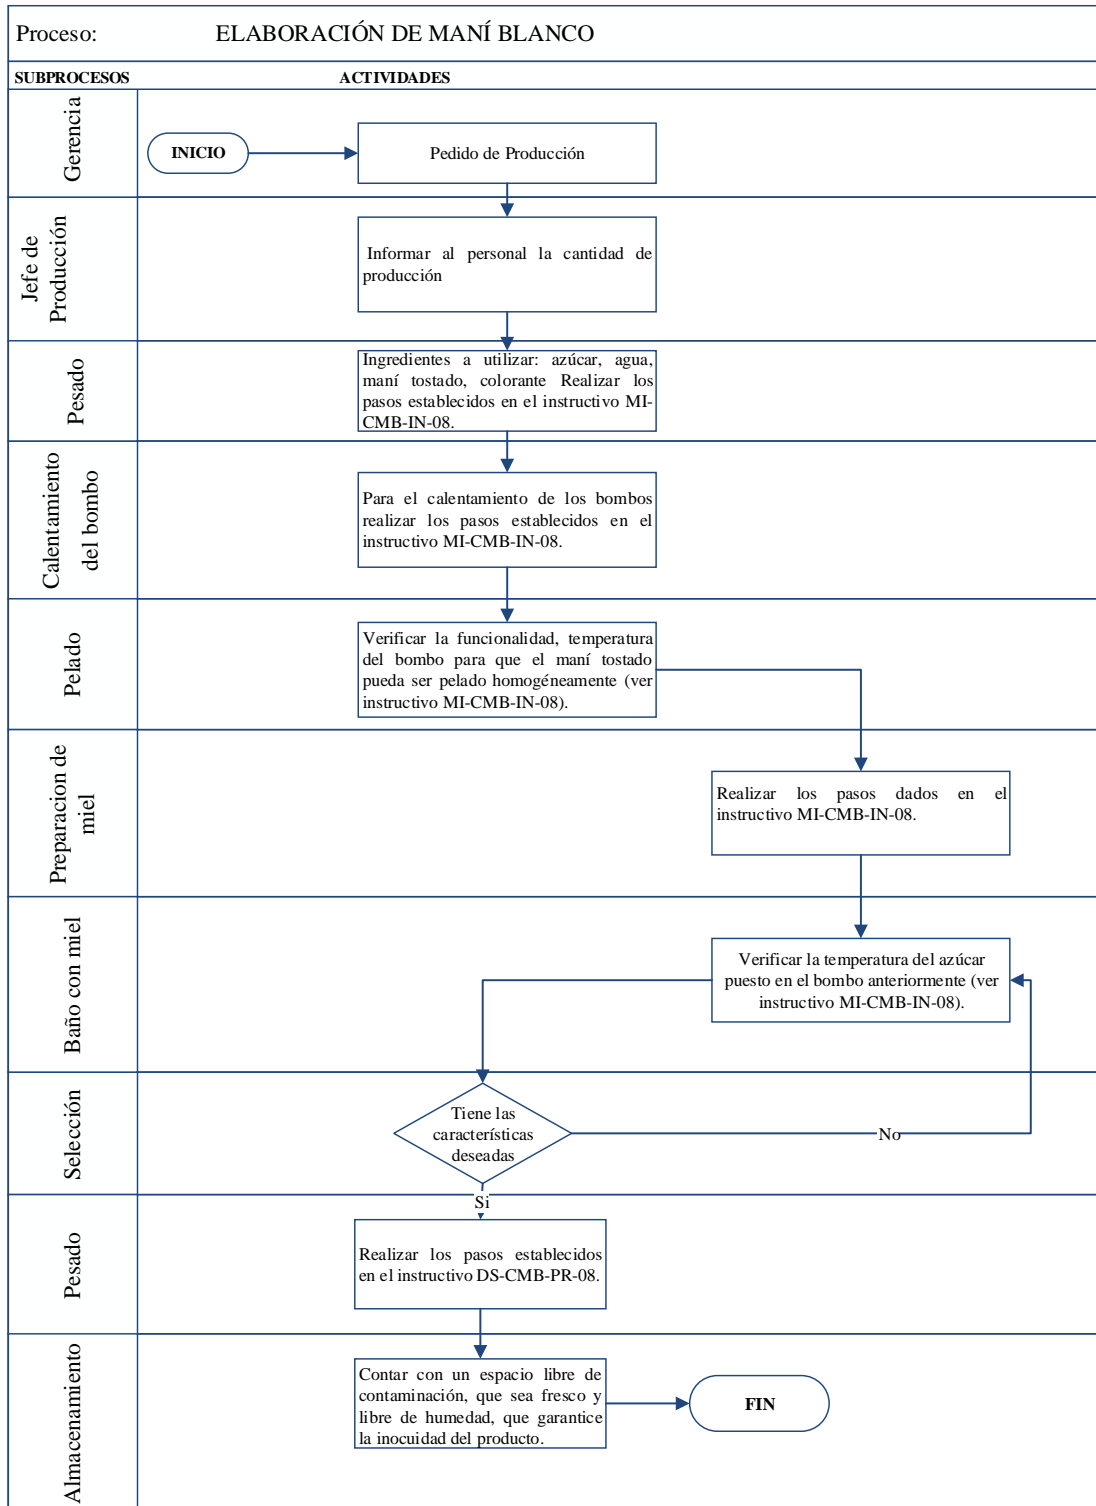 Proceso: ELABORACIÓN DE MANÍ BLANCO
SUBPROCESOS ACTIVIDADES
Gerencia
INICIO
Pedido de Producción
Jefe de
Producción
Informar al personal la cantidad de
producción
Pesado
Ingredientes a utilizar: azúcar, agua,
maní tostado, colorante Realizar los
pasos establecidos en el instructivo MI-
CMB-IN-08.
Calentamiento
del bombo
Para el calentamiento de los bombos
realizar los pasos establecidos en el
instructivo MI-CMB-IN-08.
Pelado
Verificar la funcionalidad, temperatura
del bombo para que el maní tostado
pueda ser pelado homogéneamente (ver
instructivo MI-CMB-IN-08).
Preparacion de
miel
Realizar los pasos dados en el
instructivo MI-CMB-IN-08.
Baño con miel
Verificar la temperatura del azúcar
puesto en el bombo anteriormente (ver
instructivo MI-CMB-IN-08).
Selección
Tiene las
características
deseadas
No
Si
Pesado
Realizar los pasos establecidos
en el instructivo DS-CMB-PR-08.
Almacenamiento
Contar con un espacio libre de
contaminación, que sea fresco y
libre de humedad, que garantice
la inocuidad del producto.
FIN